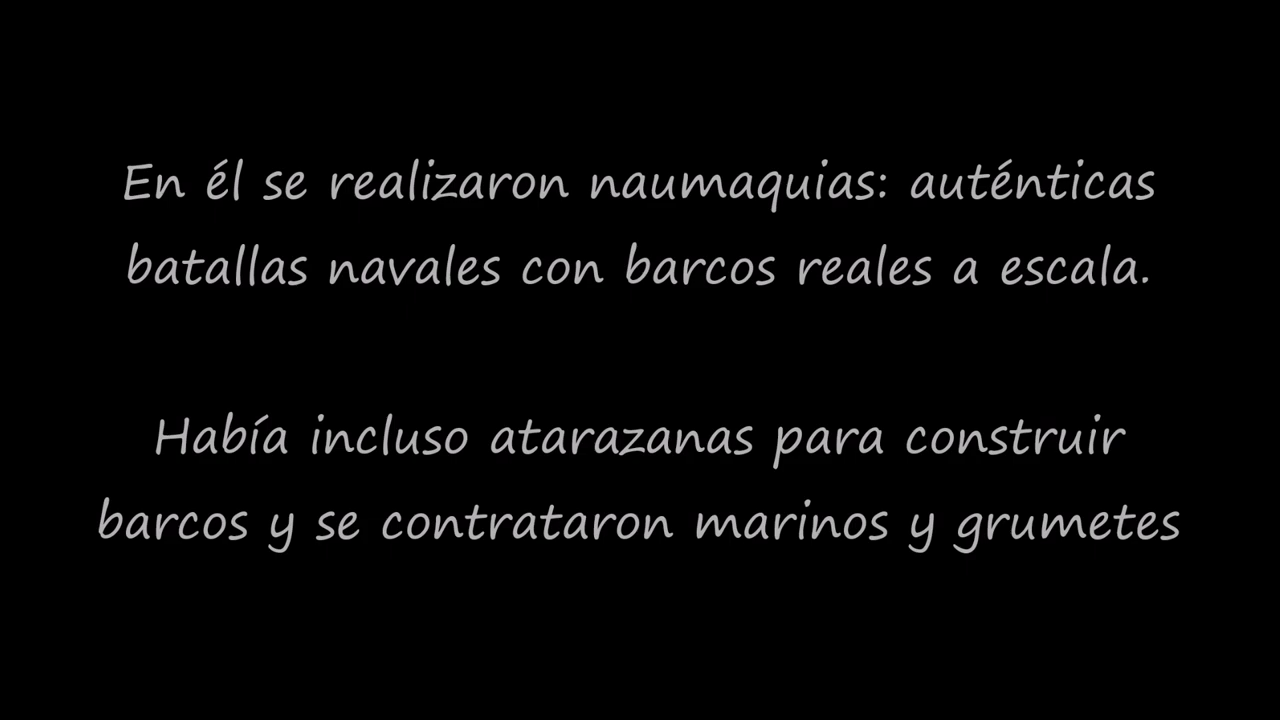 En él se realizaron naumaquias: auténticas
batallas navales con barcos reales a escala.
Había incluso atarazanas para construir
barcos y se contrataron marinos y grumetes